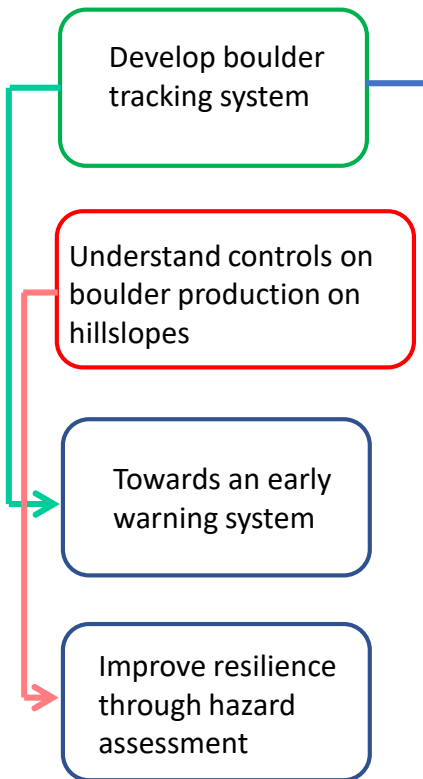 Develop boulder
tracking system
Understand controls on
boulder production on
hillslopes
Towards an early
warning system
Improve resilience
through hazard
assessment